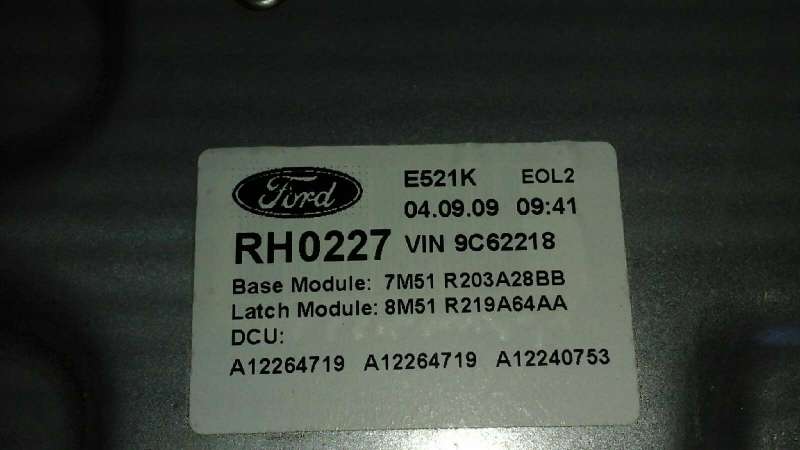 Ford
E521K EOL2
04.09.09 09:41
RH0227 VIN 9C62218
Base Module: 7M51 R203A28BB
Latch Module: 8M51 R219A64AA
DCU:
A12264719 A12264719 A12240753